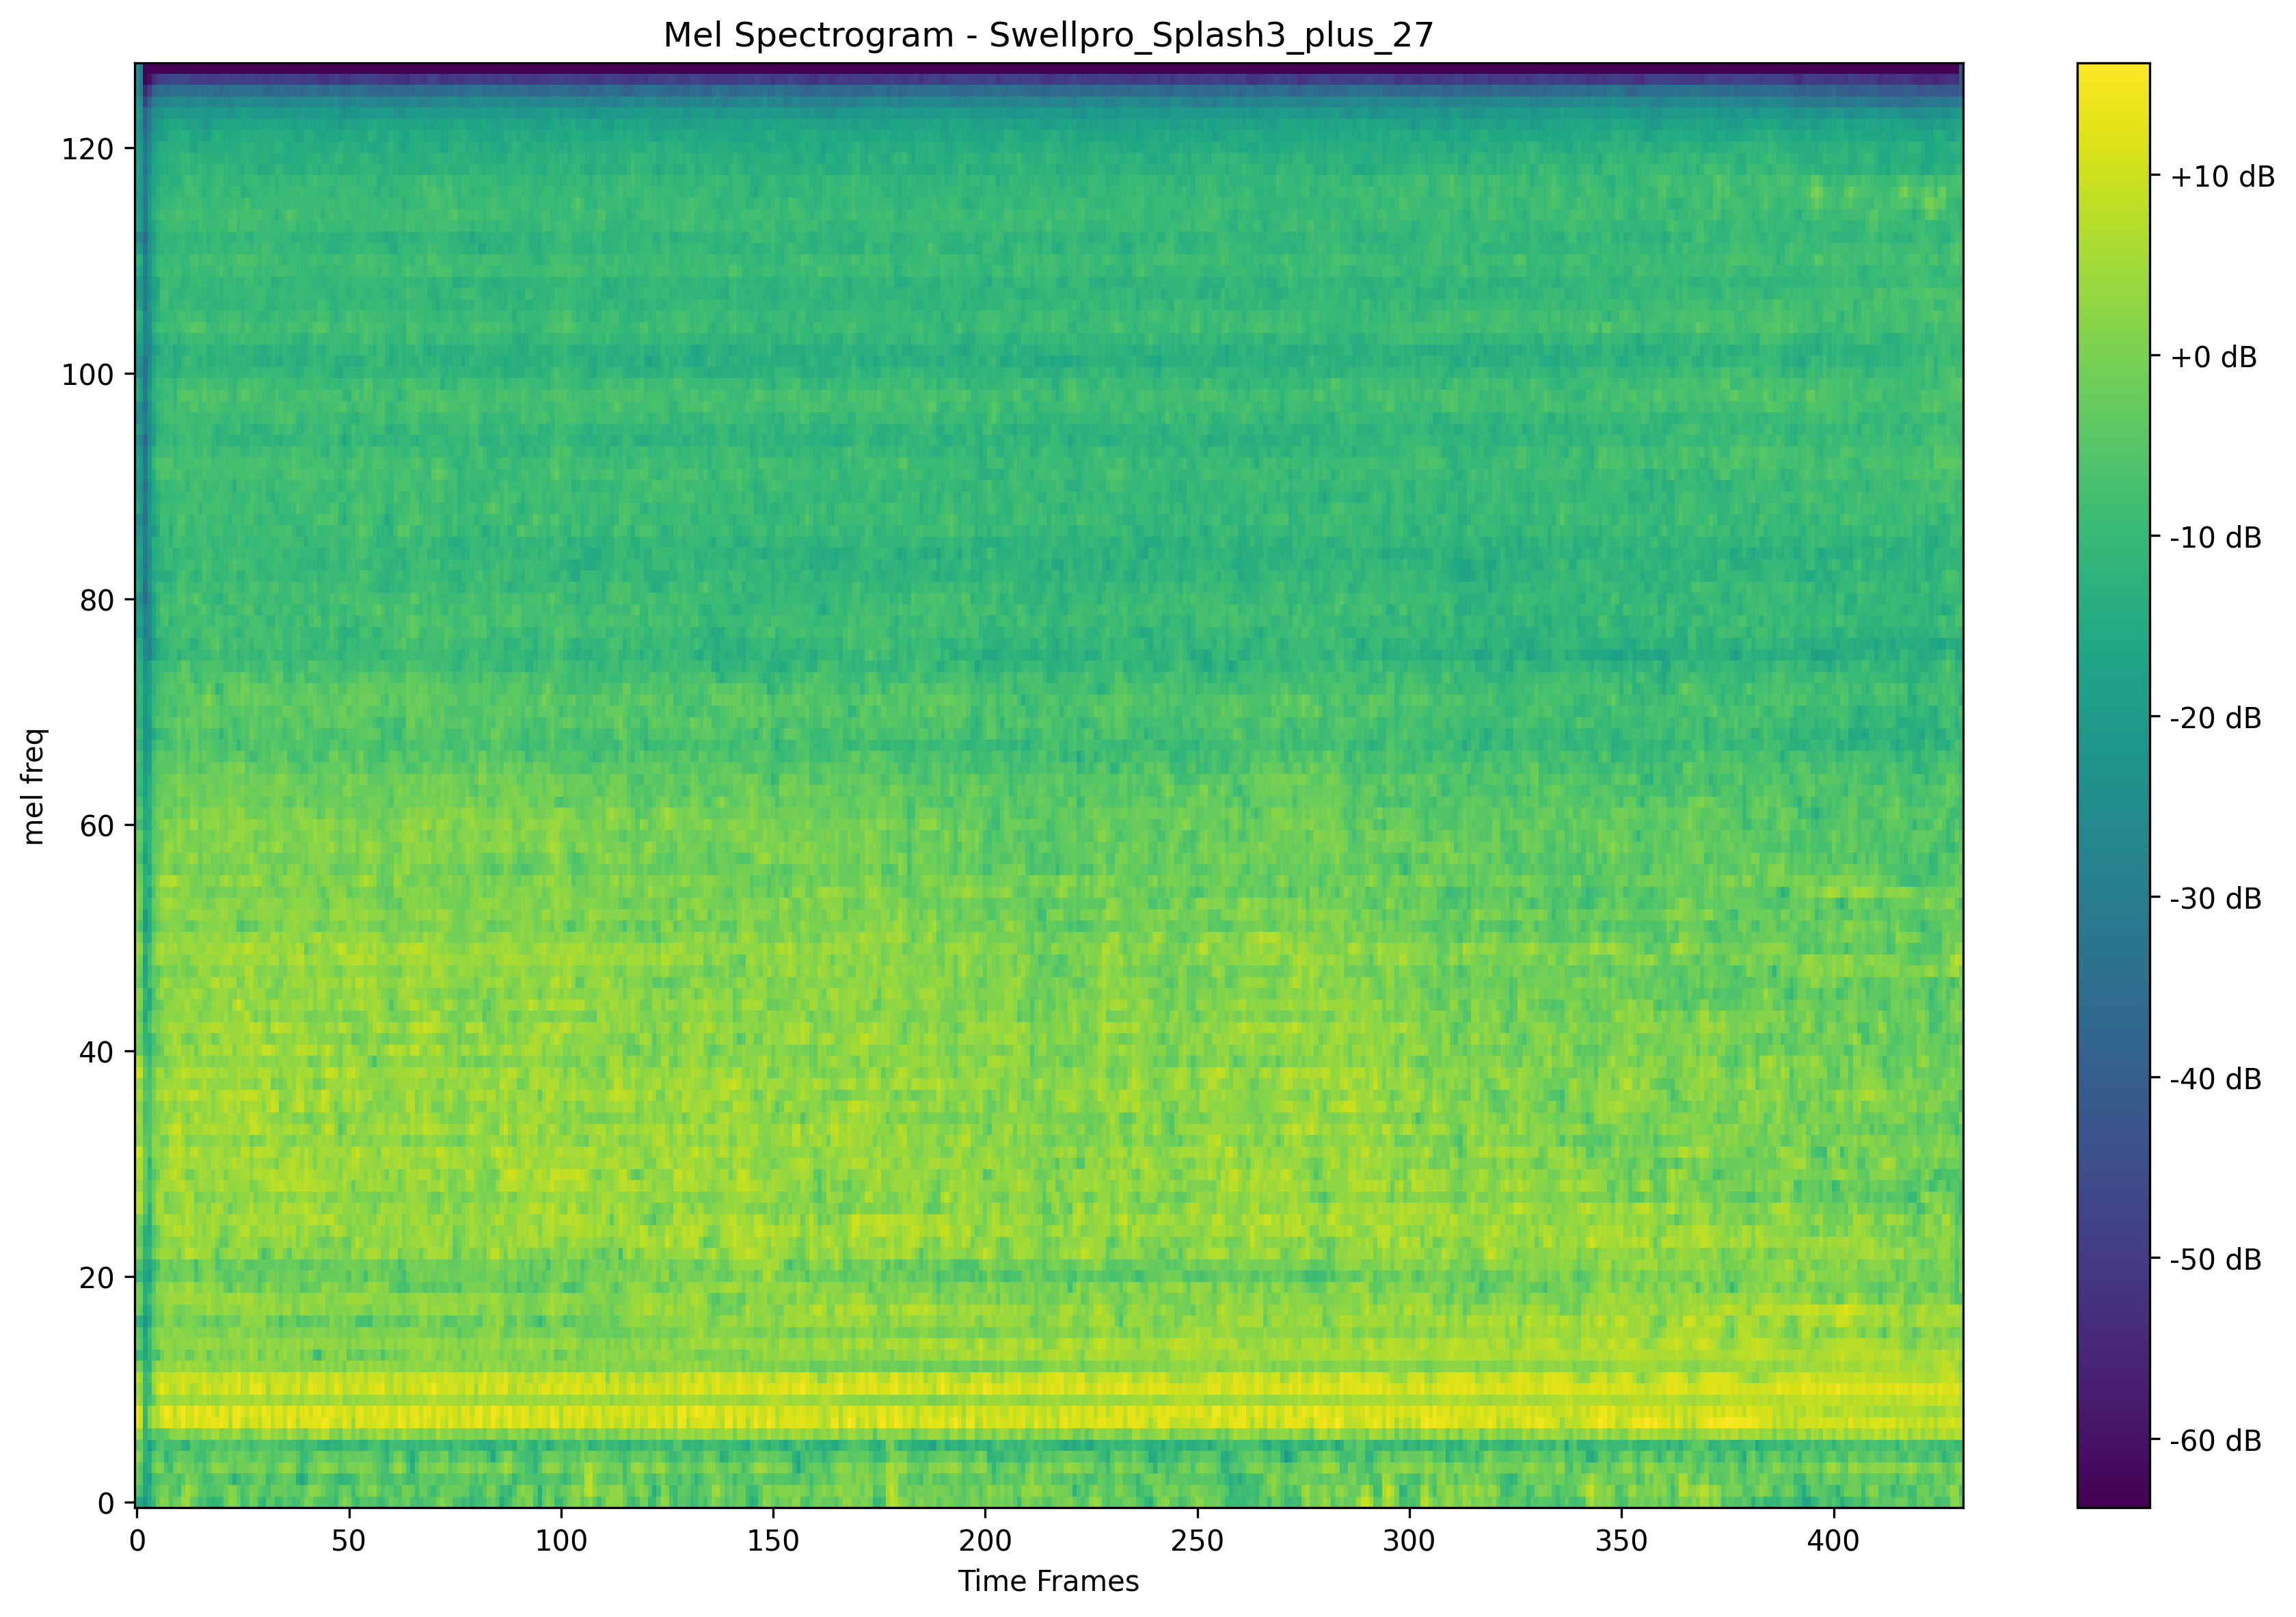 Mel Spectrogram - Swellpro_Splash3_plus_27
mel freq
120
100
80
60
40
20
0
0 50 100 150 200 250 300 350 400
Time Frames
+10 dB
+0 dB
-10 dB
-20 dB
-30 dB
-40 dB
-50 dB
-60 dB